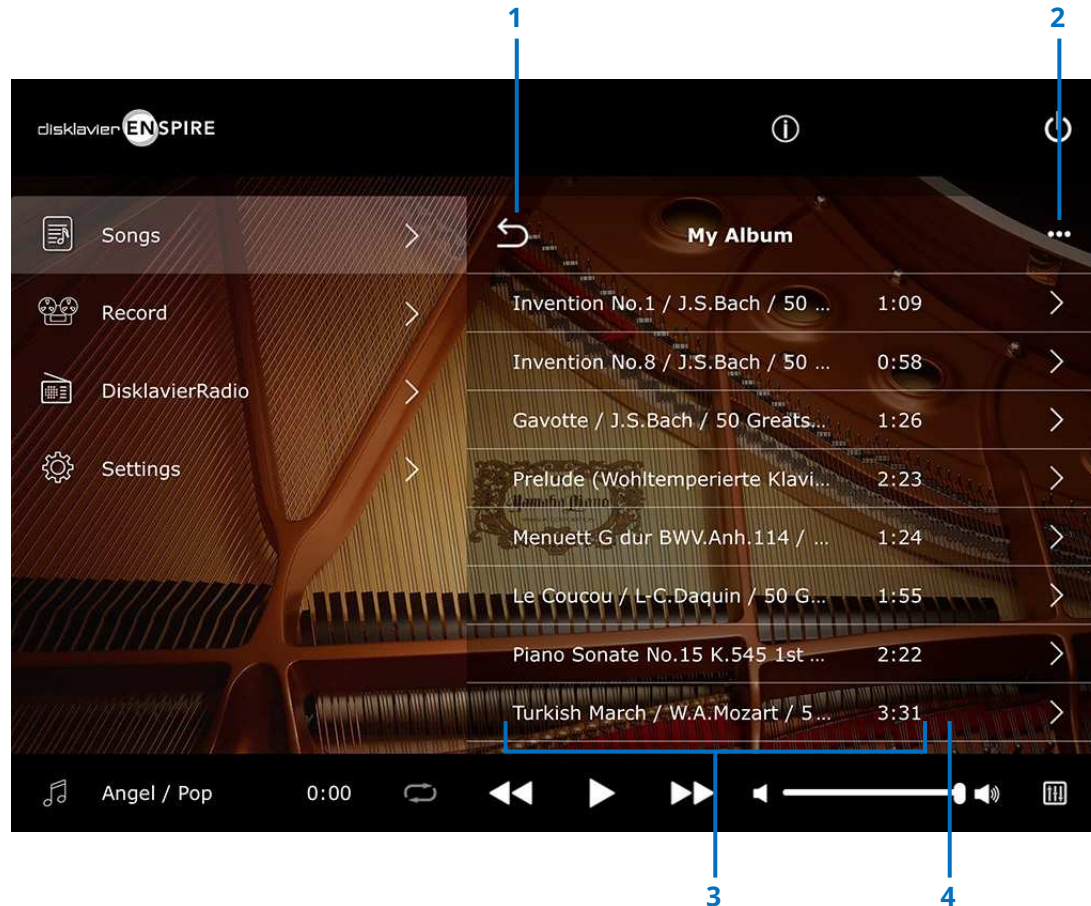 1
2
disklavier ENSPIRE
Songs
Record
DisklavierRadio
Settings
My Album
Invention No.1 / J.S.Bach / 50 ... 1:09
Invention No.8 / J.S.Bach / 50 ... 0:58
Gavotte / J.S.Bach / 50 Greats... 1:26
Prelude (Wohltemperierte Klavi... 2:23
Yamaha Piano
Menuett G dur BWV.Anh.114 / ... 1:24
Le Coucou / L-C.Daquin / 50 G... 1:55
Piano Sonate No.15 K.545 1st ... 2:22
Turkish March / W.A.Mozart / 5... 3:31
Angel / Pop 0:00
3
4